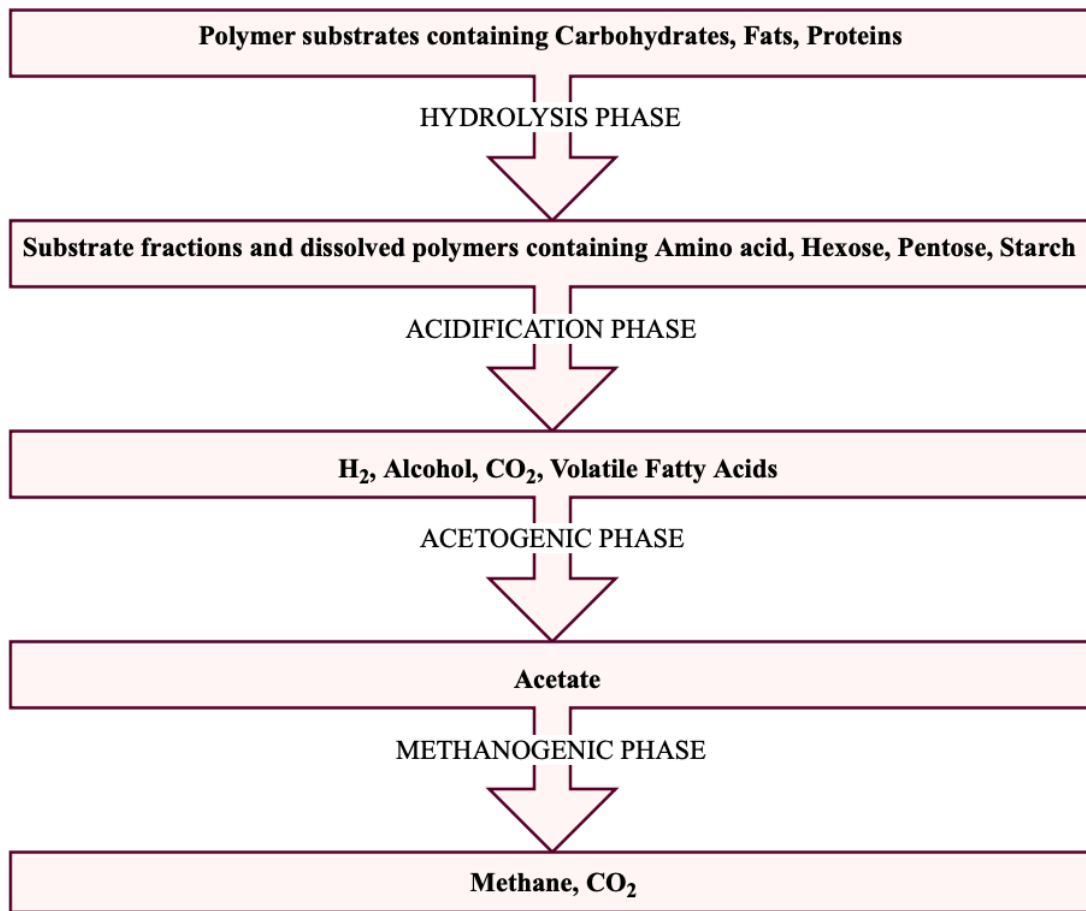 Polymer substrates containing Carbohydrates, Fats, Proteins
HYDROLYSIS PHASE
Substrate fractions and dissolved polymers containing Amino acid, Hexose, Pentose, Starch
ACIDIFICATION PHASE
H₂, Alcohol, CO₂, Volatile Fatty Acids
ACETOGENIC PHASE
Acetate
METHANOGENIC PHASE
Methane, CO₂